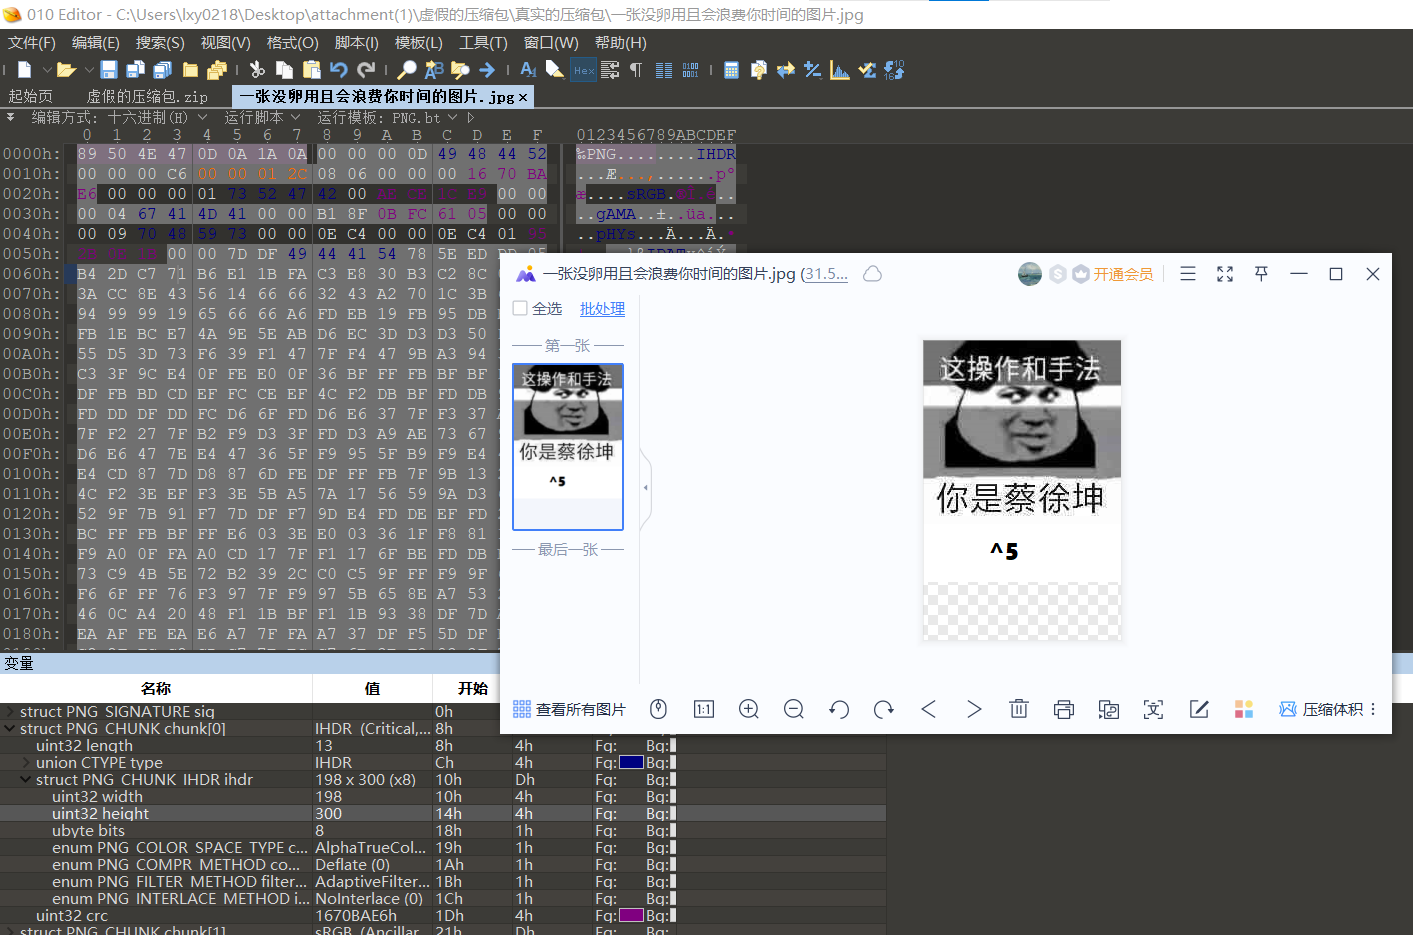 010 Editor - C:\Users\lxy0218\Desktop\attachment(1)\虚假的压缩包\真实的压缩包\一张没卵用且会浪费你时间的图片.jpg
文件(F) 编辑(E) 搜索(S) 视图(V) 格式(O) 脚本(I) 模板(L) 工具(T) 窗口(W) 帮助(H)
Hex
起始页 虚假的压缩包.zip 一张没卵用且会浪费你时间的图片.jpg ×
编辑方式: 十六进制(H) 运行脚本 运行模板: PNG.bt
0 1 2 3 4 5 6 7 8 9 A B C D E F 0123456789ABCDEF
0000h: 89 50 4E 47 0D 0A 1A 0A 00 00 00 0D 49 48 44 52 ‰PNG........IHDR
0010h: 00 00 00 C6 00 00 01 2C 08 06 00 00 00 16 70 BA ...Æ...,......pº
0020h: E6 00 00 00 01 73 52 47 42 00 AE CE 1C E9 00 00
0030h: 00 04 67 41 4D 41 00 00 B1 8F 0B FC 61 05 00 00 ..gAMA..±..üa...
0040h: 00 09 70 48 59 73 00 00 0E C4 00 00 0E C4 01 95 ..pHYs...Ä...Ä.•
0050h: 2B 0E 1B 00 00 7D DF 49 44 41 54 78 5E ED
0060h: B4 2D C7 71 B6 E1 1B FA C3 E8 30 B3 C2 8C
0070h: 3A CC 8E 43 56 14 66 66 32 43 A2 70 1C 3B
0080h: 94 99 99 19 65 66 66 A6 FD EB 19 FB 95 DB
0090h: FB 1E BC E7 4A 9E 5E AB D6 EC 3D D3 D3 50
00A0h: 55 D5 3D 73 F6 39 F1 47 7F F4 47 9B A3 94
00B0h: C3 3F 9C E4 0F FE E0 0F 36 BF FF FB BF BF
00C0h: DF FB BD CD EF FC CE EF 4C F2 DB BF FD DB
00D0h: FD DD DF DD FC D6 6F FD D6 E6 37 7F F3 37
00E0h: 7F F2 27 7F B2 F9 D3 3F FD D3 A9 AE 73 67
00F0h: D6 E6 47 7E E4 47 36 5F F9 95 5F B9 F9 E4
0100h: E4 CD 87 7D D8 87 6D FE DF FF FB 7F 9B 13
0110h: 4C F2 3E EF F3 3E 5B A5 7A 17 56 59 9A D3
0120h: 52 9F 7B 91 F7 7D DF F7 9D E4 FD DE EF FD
0130h: BC FF FB BF FF E6 03 3E E0 03 36 1F F8 81
0140h: F9 A0 0F FA A0 CD 17 7F F1 17 6F BE FD DB
0150h: 73 C9 4B 5E 72 B2 39 2C C0 C5 9F FF F9 9F
0160h: F6 6F FF 76 F3 97 7F F9 97 5B 65 8E A7 53
0170h: 46 0C A4 20 48 F1 1B BF F1 1B 93 38 DF 7D
0180h: EA AF FE EA E6 A7 7F FA A7 37 DF F5 5D DF
一张没卵用且会浪费你时间的图片.jpg (31.5...
开通会员
全选 批处理
第一张
这操作和手法
你是蔡徐坤
^5
最后一张
这操作和手法
你是蔡徐坤
^5
查看所有图片 1:1 压缩体积
变量
名称 值 开始
struct PNG_SIGNATURE sig 0h
struct PNG_CHUNK chunk[0] IHDR (Critical,... 8h
uint32 length 13 8h 4h Fg: Bg:
union CTYPE type IHDR Ch 4h Fg: Bg:
struct PNG_CHUNK_IHDR ihdr 198 x 300 (x8) 10h Dh Fg: Bg:
uint32 width 198 10h 4h Fg: Bg:
uint32 height 300 14h 4h Fg: Bg:
ubyte bits 8 18h 1h Fg: Bg:
enum PNG_COLOR_SPACE_TYPE c... AlphaTrueCol... 19h 1h Fg: Bg:
enum PNG_COMPR_METHOD co... Deflate (0) 1Ah 1h Fg: Bg:
enum PNG_FILTER_METHOD filter... AdaptiveFilter... 1Bh 1h Fg: Bg:
enum PNG_INTERLACE_METHOD i... NoInterlace (0) 1Ch 1h Fg: Bg:
uint32 crc 1670BAE6h 1Dh 4h Fg: Bg:
struct PNG_CHUNK chunk[1] sRGB (Ancillar... 21h Dh Fg: Bg: